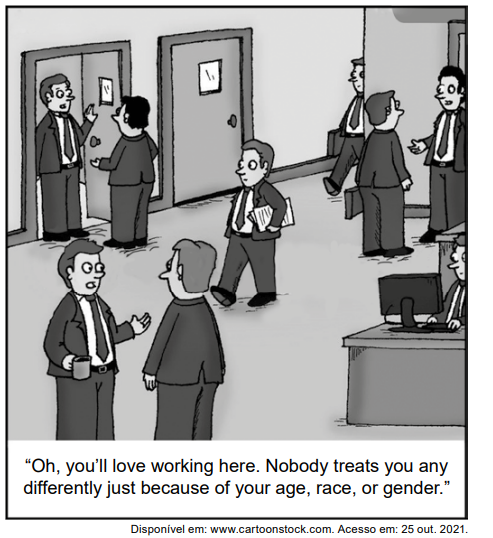 “Oh, you’ll love working here. Nobody treats you any
differently just because of your age, race, or gender.”
Disponível em: www.cartoonstock.com. Acesso em: 25 out. 2021.